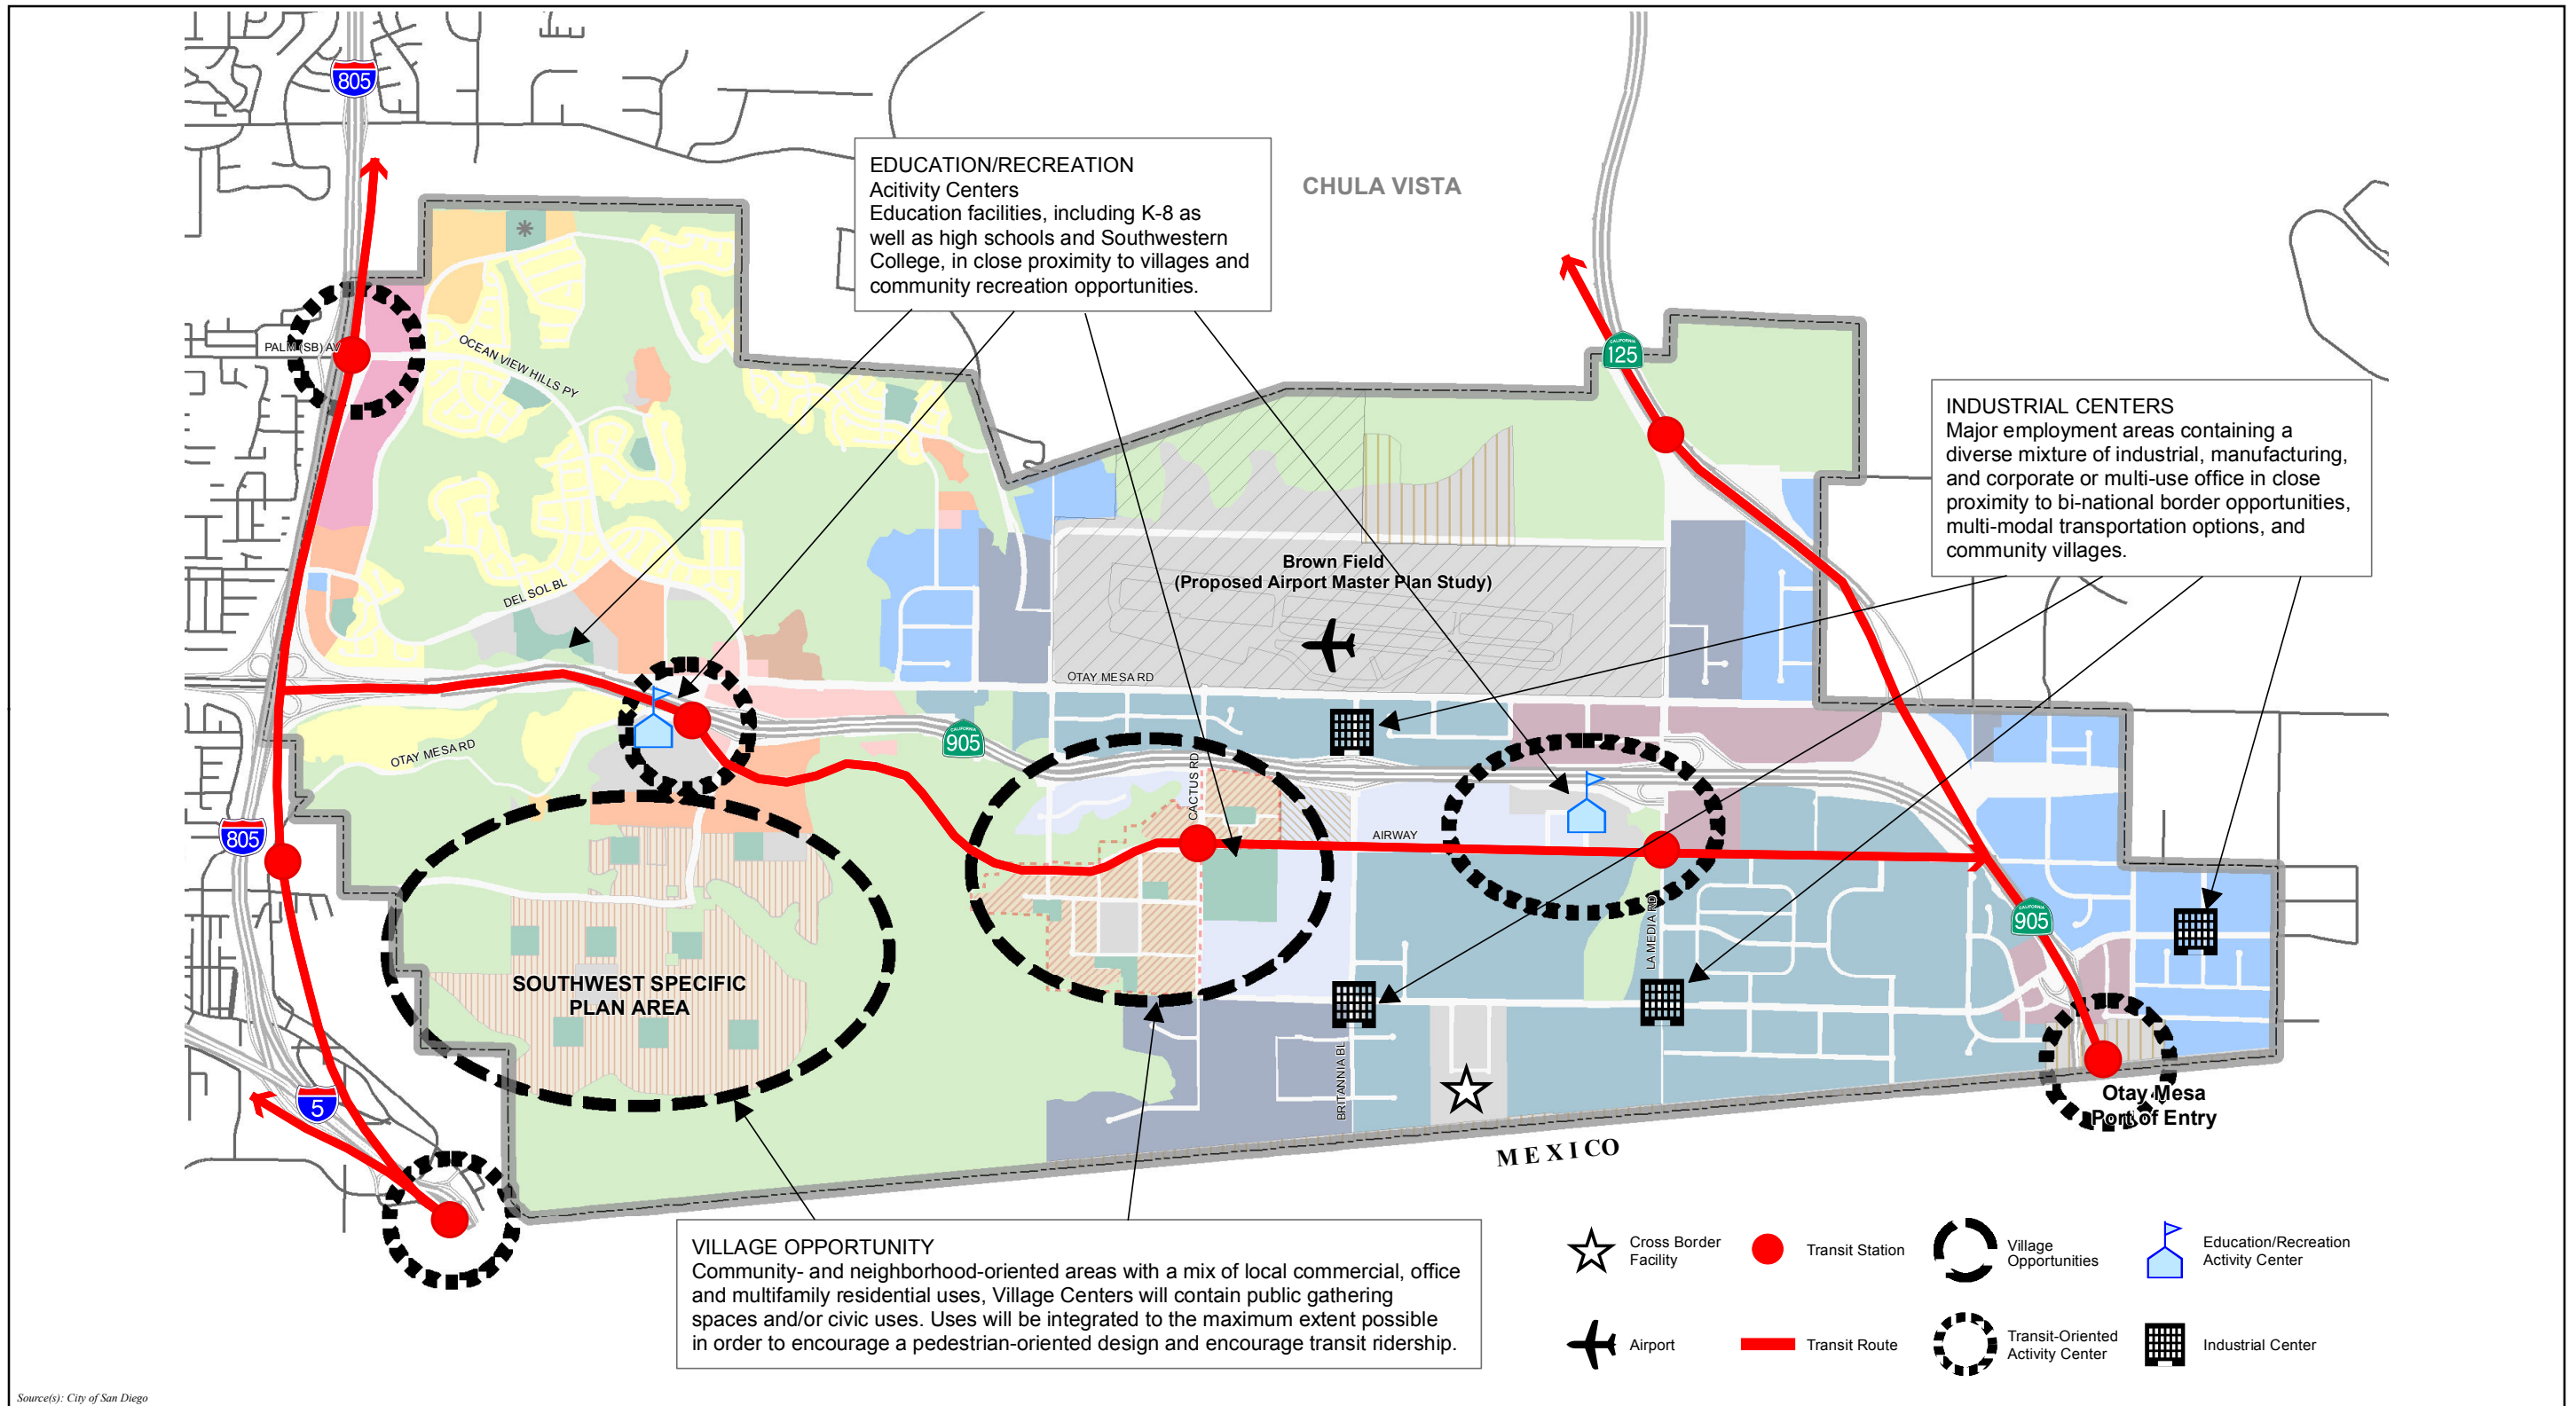 805
EDUCATION/RECREATION
Acitivity Centers
Education facilities, including K-8 as
well as high schools and Southwestern
College, in close proximity to villages and
community recreation opportunities.
CHULA VISTA
PALM (SB) AV
OCEAN VIEW HILLS PY
CALIFORNIA
125
INDUSTRIAL CENTERS
Major employment areas containing a
diverse mixture of industrial, manufacturing,
and corporate or multi-use office in close
proximity to bi-national border opportunities,
multi-modal transportation options, and
community villages.
Brown Field
(Proposed Airport Master Plan Study)
DEL SOL BL
OTAY MESA RD
OTAY MESA RD
CALIFORNIA
905
CACTUS RD
AIRWAY
805
LA MEDIA RD
CALIFORNIA
905
SOUTHWEST SPECIFIC
PLAN AREA
BRITANNIA BL
5
Otay Mesa
Port of Entry
MEXICO
VILLAGE OPPORTUNITY
Community- and neighborhood-oriented areas with a mix of local commercial, office
and multifamily residential uses, Village Centers will contain public gathering
spaces and/or civic uses. Uses will be integrated to the maximum extent possible
in order to encourage a pedestrian-oriented design and encourage transit ridership.
Cross Border
Facility
Transit Station
Village
Opportunities
Education/Recreation
Activity Center
Airport
Transit Route
Transit-Oriented
Activity Center
Industrial Center
Source(s): City of San Diego